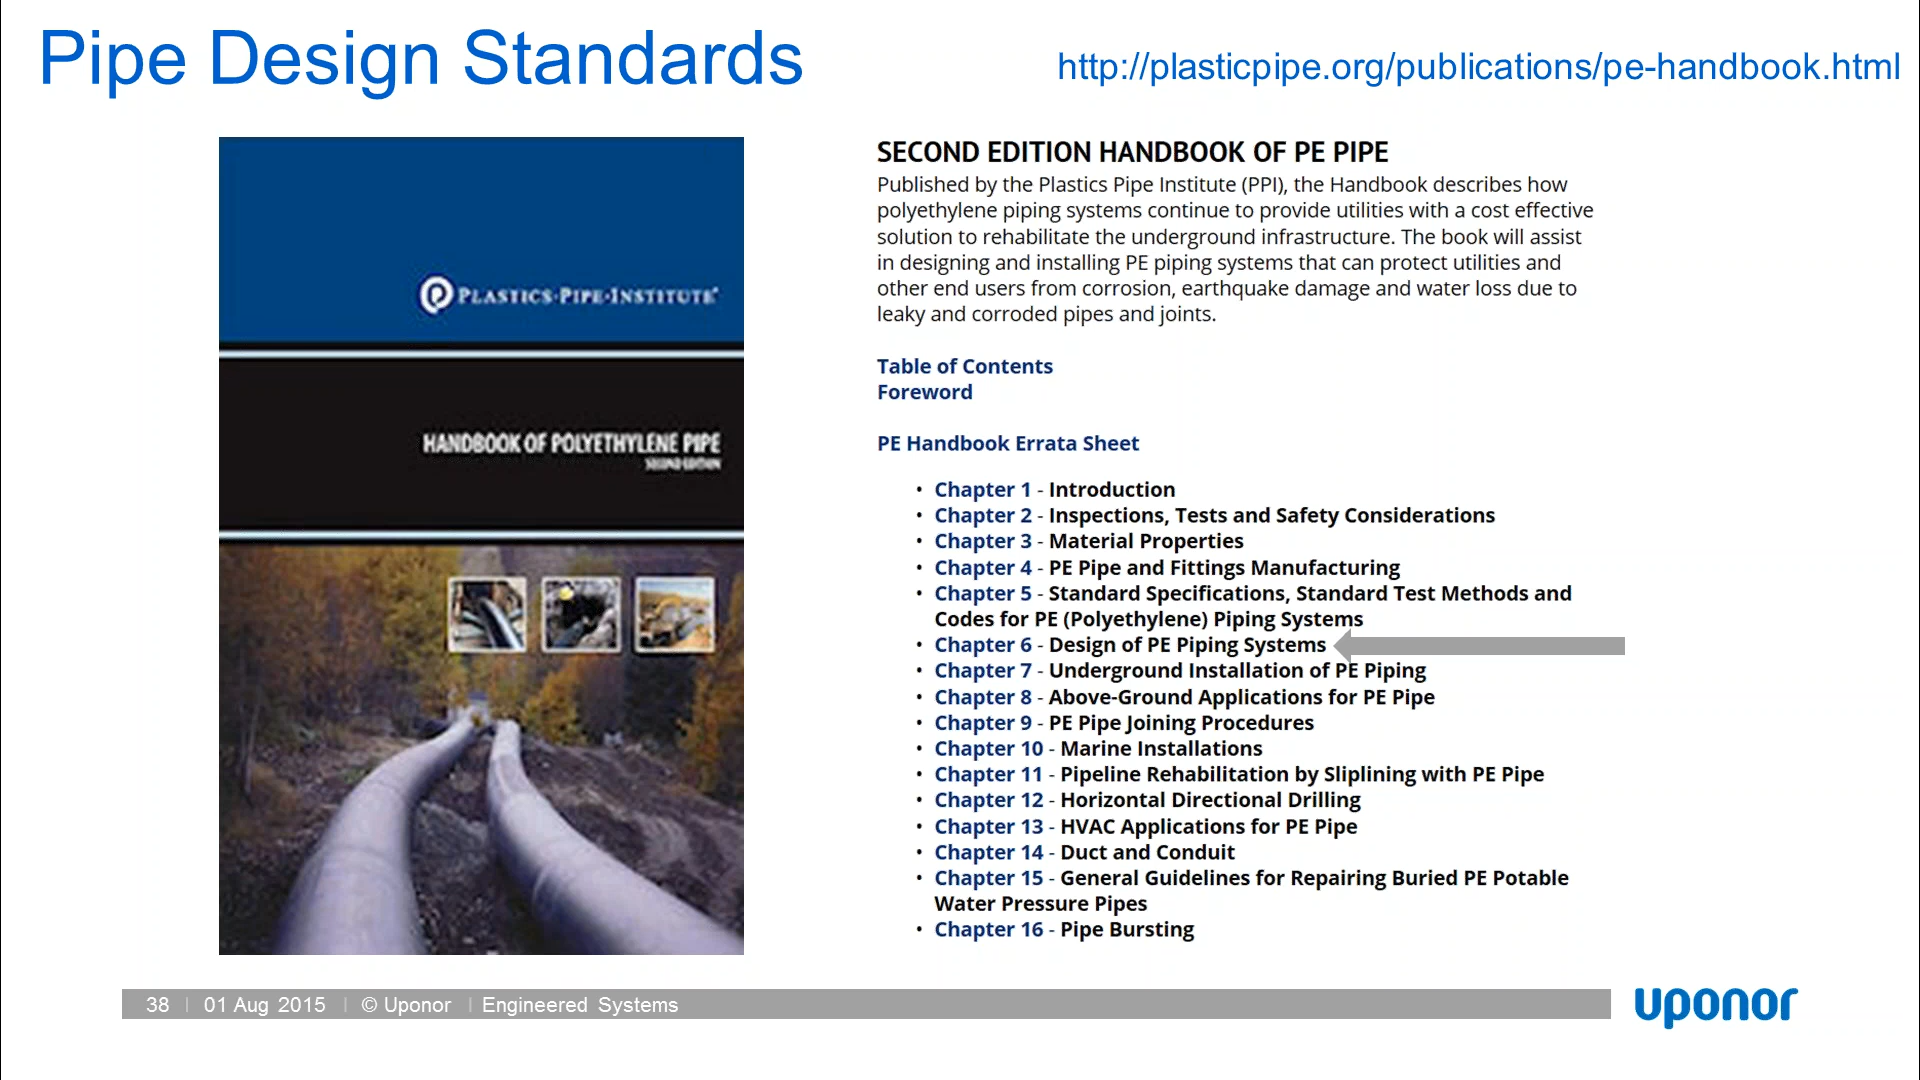 Pipe Design Standards
http://plasticpipe.org/publications/pe-handbook.html
PLASTICS·PIPE·INSTITUTE®
HANDBOOK OF POLYETHYLENE PIPE
SECOND EDITION
SECOND EDITION HANDBOOK OF PE PIPE
Published by the Plastics Pipe Institute (PPI), the Handbook describes how
polyethylene piping systems continue to provide utilities with a cost effective
solution to rehabilitate the underground infrastructure. The book will assist
in designing and installing PE piping systems that can protect utilities and
other end users from corrosion, earthquake damage and water loss due to
leaky and corroded pipes and joints.
Table of Contents
Foreword
PE Handbook Errata Sheet
• Chapter 1 - Introduction
• Chapter 2 - Inspections, Tests and Safety Considerations
• Chapter 3 - Material Properties
• Chapter 4 - PE Pipe and Fittings Manufacturing
• Chapter 5 - Standard Specifications, Standard Test Methods and
Codes for PE (Polyethylene) Piping Systems
• Chapter 6 - Design of PE Piping Systems
• Chapter 7 - Underground Installation of PE Piping
• Chapter 8 - Above-Ground Applications for PE Pipe
• Chapter 9 - PE Pipe Joining Procedures
• Chapter 10 - Marine Installations
• Chapter 11 - Pipeline Rehabilitation by Sliplining with PE Pipe
• Chapter 12 - Horizontal Directional Drilling
• Chapter 13 - HVAC Applications for PE Pipe
• Chapter 14 - Duct and Conduit
• Chapter 15 - General Guidelines for Repairing Buried PE Potable
Water Pressure Pipes
• Chapter 16 - Pipe Bursting
38 | 01 Aug 2015 | © Uponor | Engineered Systems
uponor